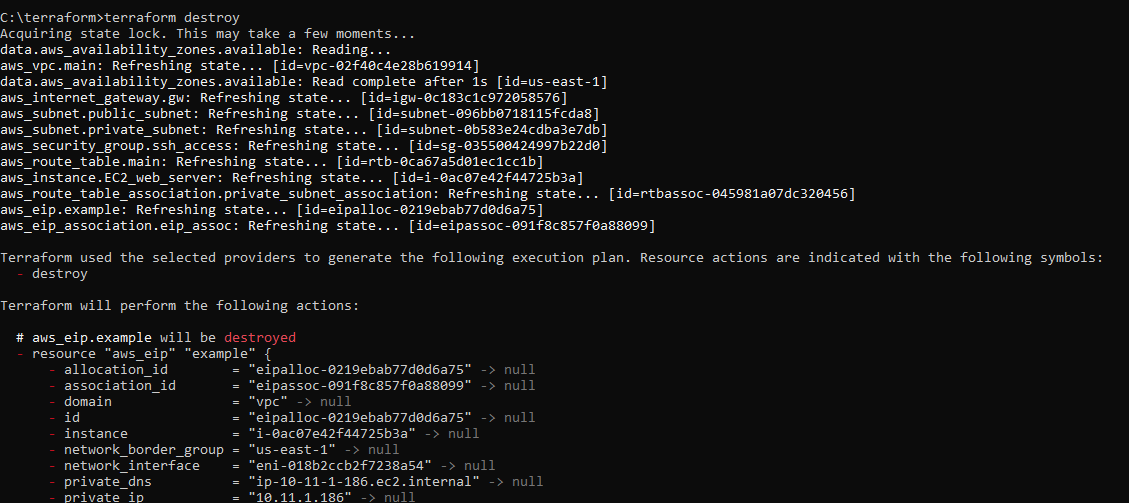 C:\terraform>terraform destroy
Acquiring state lock. This may take a few moments...
data.aws_availability_zones.available: Reading...
aws_vpc.main: Refreshing state... [id=vpc-02f40c4e28b619914]
data.aws_availability_zones.available: Read complete after 1s [id=us-east-1]
aws_internet_gateway.gw: Refreshing state... [id=igw-0c183c1c972058576]
aws_subnet.public_subnet: Refreshing state... [id=subnet-096bb0718115fcda8]
aws_subnet.private_subnet: Refreshing state... [id=subnet-0b583e24cdba3e7db]
aws_security_group.ssh_access: Refreshing state... [id=sg-035500424997b22d0]
aws_route_table.main: Refreshing state... [id=rtb-0ca67a5d01ec1cc1b]
aws_instance.EC2_web_server: Refreshing state... [id=i-0ac07e42f44725b3a]
aws_route_table_association.private_subnet_association: Refreshing state... [id=rtbassoc-045981a07dc320456]
aws_eip.example: Refreshing state... [id=eipalloc-0219ebab77d0d6a75]
aws_eip_association.eip_assoc: Refreshing state... [id=eipassoc-091f8c857f0a88099]
Terraform used the selected providers to generate the following execution plan. Resource actions are indicated with the following symbols:
  - destroy
Terraform will perform the following actions:
  # aws_eip.example will be destroyed
  - resource "aws_eip" "example" {
      - allocation_id        = "eipalloc-0219ebab77d0d6a75" -> null
      - association_id       = "eipassoc-091f8c857f0a88099" -> null
      - domain               = "vpc" -> null
      - id                   = "eipalloc-0219ebab77d0d6a75" -> null
      - instance             = "i-0ac07e42f44725b3a" -> null
      - network_border_group = "us-east-1" -> null
      - network_interface    = "eni-018b2ccb2f7238a54" -> null
      - private_dns          = "ip-10-11-1-186.ec2.internal" -> null
      - private_ip           = "10.11.1.186" -> null